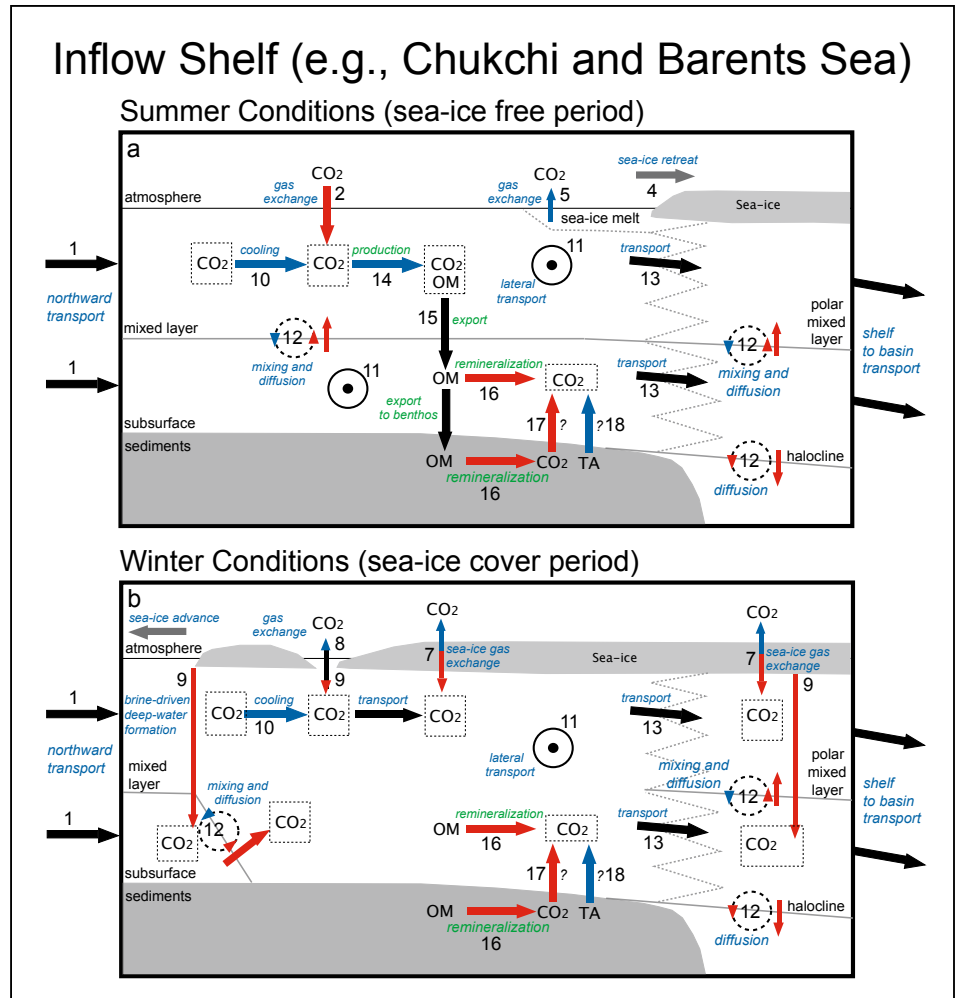 Inflow Shelf (e.g., Chukchi and Barents Sea)
Summer Conditions (sea-ice free period)
a
sea-ice retreat
CO2
CO2
gas
exchange
2
gas
exchange
5
4
atmosphere
sea-ice melt
Sea-ice
1
cooling
production
11
transport
CO2
CO2
CO2
OM
10
14
lateral
transport
13
northward
transport
15
export
polar
mixed
layer
mixed layer
12
12
shelf
to basin
transport
mixing
and diffusion
remineralization
mixing and
diffusion
1
11
OM
CO2
16
13
export
to benthos
subsurface
17
?
?18
sediments
halocline
OM
CO2
TA
12
remineralization
16
diffusion
Winter Conditions (sea-ice cover period)
b
sea-ice advance
gas
exchange
CO2
CO2
CO2
8
atmosphere
7
sea-ice gas
exchange
Sea-ice
7
sea-ice gas
exchange
9
9
9
1
brine-driven
deep-water
formation
cooling
transport
transport
CO2
CO2
CO2
CO2
10
11
13
northward
transport
lateral
transport
polar
mixed
layer
mixed
layer
mixing and
diffusion
mixing and
diffusion
12
shelf
to basin
transport
1
CO2
12
CO2
OM
remineralization
CO2
CO2
16
13
subsurface
17
?
?18
sediments
halocline
OM
CO2
TA
12
remineralization
16
diffusion